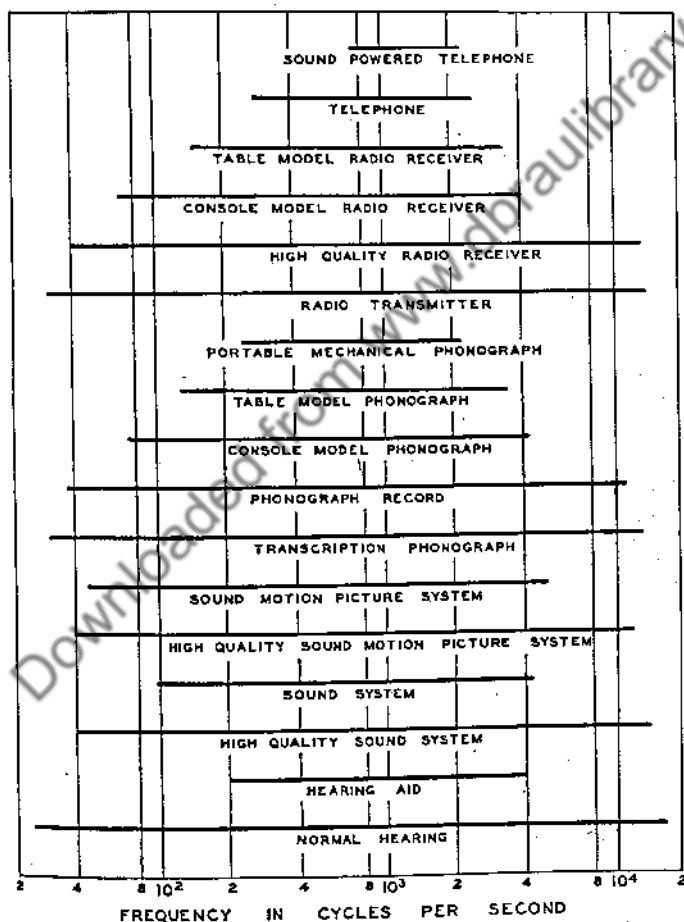 SOUND POWERED TELEPHONE
TELEPHONE
TABLE MODEL RADIO RECEIVER
CONSOLE MODEL RADIO RECEIVER
HIGH QUALITY RADIO RECEIVER
RADIO TRANSMITTER
PORTABLE MECHANICAL PHONOGRAPH
TABLE MODEL PHONOGRAPH
CONSOLE MODEL PHONOGRAPH
PHONOGRAPH RECORD
TRANSCRIPTION PHONOGRAPH
SOUND MOTION PICTURE SYSTEM
HIGH QUALITY SOUND MOTION PICTURE SYSTEM
SOUND SYSTEM
HIGH QUALITY SOUND SYSTEM
HEARING AID
NORMAL HEARING
2 4 8 10² 2 4 8 10³ 2 4 8 10⁴ 2
FREQUENCY IN CYCLES PER SECOND
Downloaded from www.dbraulibrary